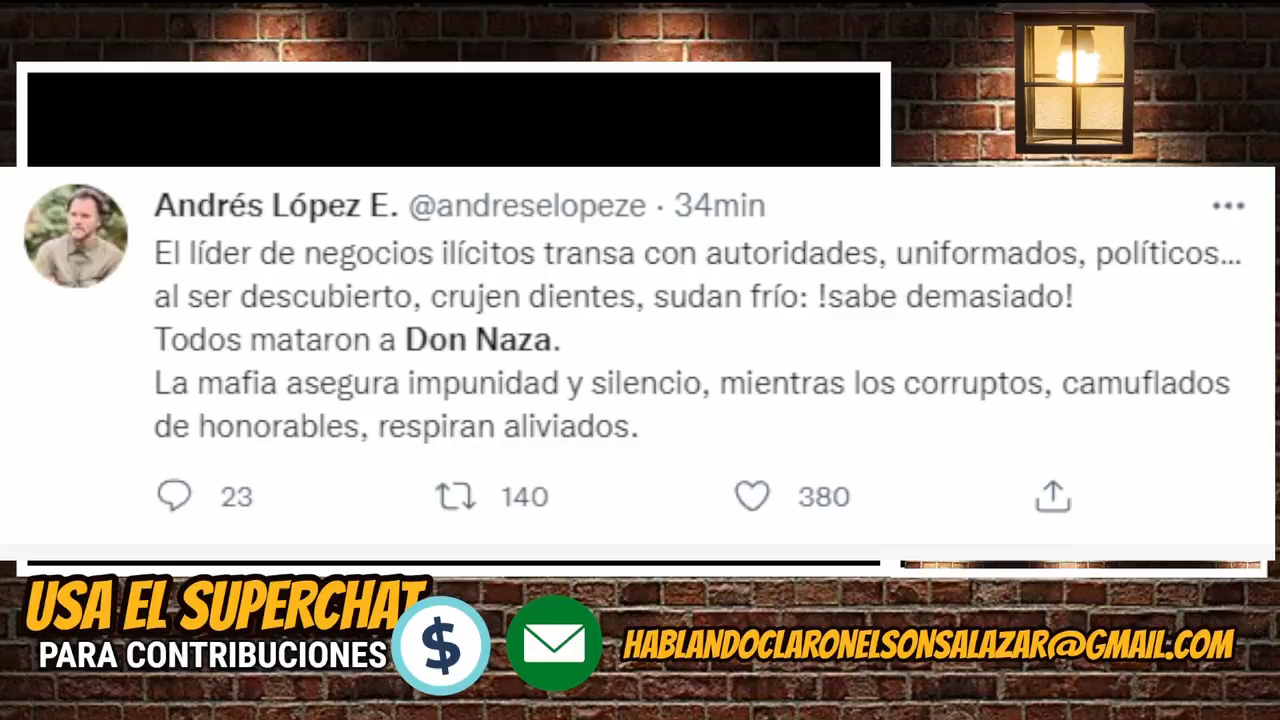 Andrés López E. @andreselopeze · 34min
El líder de negocios ilícitos transa con autoridades, uniformados, políticos...
al ser descubierto, crujen dientes, sudan frío: !sabe demasiado!
Todos mataron a Don Naza.
La mafia asegura impunidad y silencio, mientras los corruptos, camuflados
de honorables, respiran aliviados.
23 140 380
USA EL SUPERCHAT
PARA CONTRIBUCIONES
$
HABLANDOCLARONELSONSALAZAR@GMAIL.COM